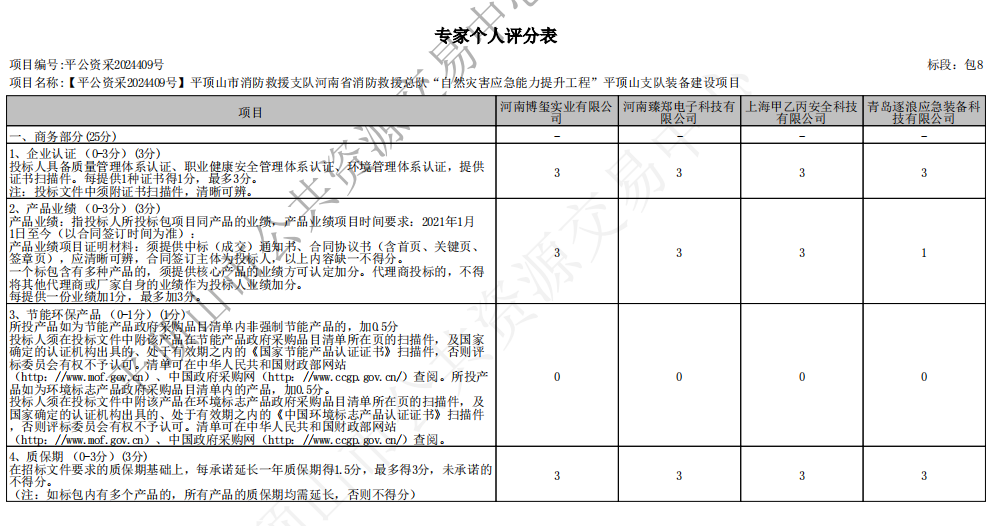 专家个人评分表
项目编号:平公资采2024409号
标段：包8
项目名称:【平公资采2024409号】平顶山市消防救援支队河南省消防救援总队“自然灾害应急能力提升工程”平顶山支队装备建设项目
项目
河南博玺实业有限公
司
河南臻郑电子科技有
限公司
上海甲乙丙安全科技
有限公司
青岛逐浪应急装备科
技有限公司
一、商务部分(25分)
－ － － －
1、企业认证 （0-3分）(3分)
投标人具备质量管理体系认证、职业健康安全管理体系认证、环境管理体系认证，提供
证书扫描件。每提供1种证书得1分，最多3分。
注：投标文件中须附证书扫描件，清晰可辨。
3 3 3 3
2、产品业绩 （0-3分）(3分)
产品业绩：指投标人所投标包项目同产品的业绩，产品业绩项目时间要求：2021年1月
1日至今（以合同签订时间为准）；
产品业绩项目证明材料：须提供中标（成交）通知书、合同协议书（含首页、关键页、
签章页），应清晰可辨，合同签订主体为投标人，以上内容缺一不得分。
一个标包含有多种产品的，须提供核心产品的业绩方可认定加分。代理商投标的，不得
将其他代理商或厂家自身的业绩作为投标人业绩加分。
每提供一份业绩加1分，最多加3分。
3 3 3 1
3、节能环保产品 （0-1分）(1分)
所投产品如为节能产品政府采购品目清单内非强制节能产品的，加0.5分
投标人须在投标文件中附该产品在节能产品政府采购品目清单所在页的扫描件，及国家
确定的认证机构出具的、处于有效期之内的《国家节能产品认证证书》扫描件，否则评
标委员会有权不予认可。清单可在中华人民共和国财政部网站
（http：//www.mof.gov.cn）、中国政府采购网（http：//www.ccgp.gov.cn/）查阅。所投产
品如为环境标志产品政府采购品目清单内的产品，加0.5分。
投标人须在投标文件中附该产品在环境标志产品政府采购品目清单所在页的扫描件，及
国家确定的认证机构出具的、处于有效期之内的《中国环境标志产品认证证书》扫描件
，否则评标委员会有权不予认可。清单可在中华人民共和国财政部网站
（http：//www.mof.gov.cn）、中国政府采购网（http：//www.ccgp.gov.cn/）查阅。
0 0 0 0
4、质保期 （0-3分）(3分)
在招标文件要求的质保期基础上，每承诺延长一年质保期得1.5分，最多得3分，未承诺的
不得分。
（注：如标包内有多个产品的，所有产品的质保期均需延长，否则不得分）
3 3 3 3
平顶山市公共资源交易中心